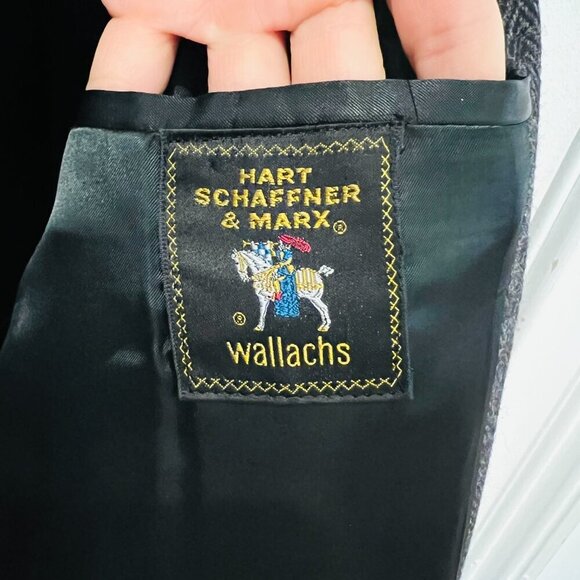 HART
SCHAFFNER
& MARX®
®
wallachs